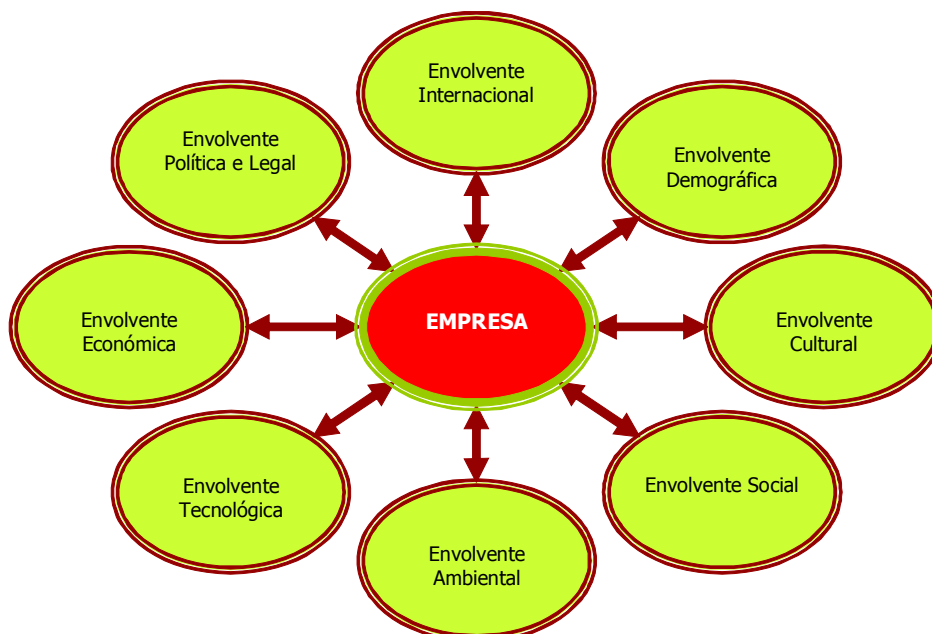 Envolvente
Internacional
Envolvente
Política e Legal
Envolvente
Demográfica
Envolvente
Económica
EMPRESA
Envolvente
Cultural
Envolvente
Tecnológica
Envolvente Social
Envolvente
Ambiental